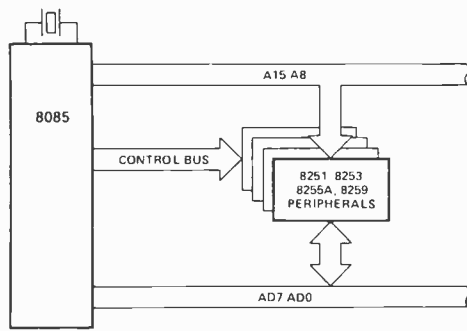 A15 A8
8085
CONTROL BUS
8251 8253
8255A, 8259
PERIPHERALS
AD7 AD0